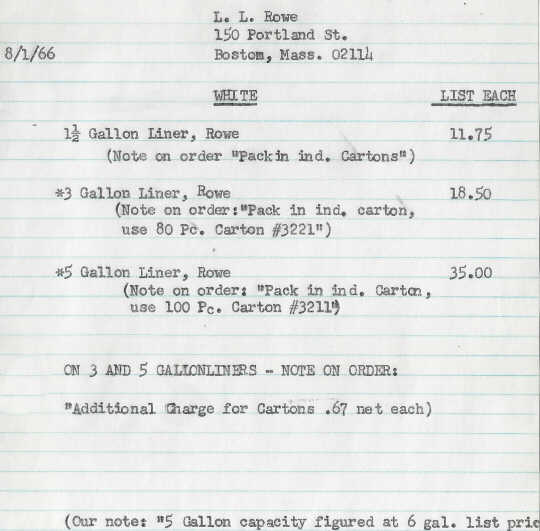 L. L. Rowe
150 Portland St.
8/1/66 Bostom, Mass. 02114
WHITE LIST EACH
1½ Gallon Liner, Rowe 11.75
(Note on order "Packin ind. Cartons")
*3 Gallon Liner, Rowe 18.50
(Note on order:"Pack in ind. carton,
use 80 Pc. Carton #3221")
*5 Gallon Liner, Rowe 35.00
(Note on order: "Pack in ind. Carton,
use 100 Pc. Carton #3211")
ON 3 AND 5 GALLONLINERS - NOTE ON ORDER:
"Additional Charge for Cartons .67 net each)
(Our note: "5 Gallon capacity figured at 6 gal. list pric